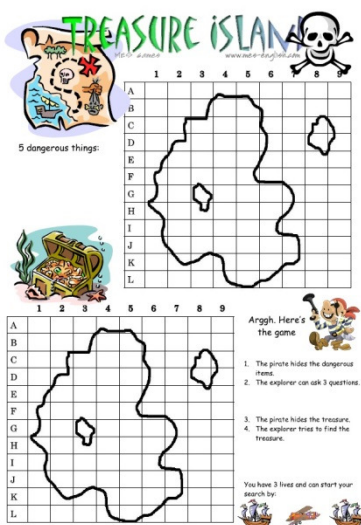 TREASURE ISLAND
MES Games www.mes-english.com
1 2 3 4 5 6 7 8 9
A
B
C
D
E
F
G
H
I
J
K
L
5 dangerous things:
1 2 3 4 5 6 7 8 9
A
B
C
D
E
F
G
H
I
J
K
L
Arggh. Here's
the game
1. The pirate hides the dangerous
items.
2. The explorer can ask 3 questions.
3. The pirate hides the treasure.
4. The explorer tries to find the
treasure.
You have 3 lives and can start your
search by: